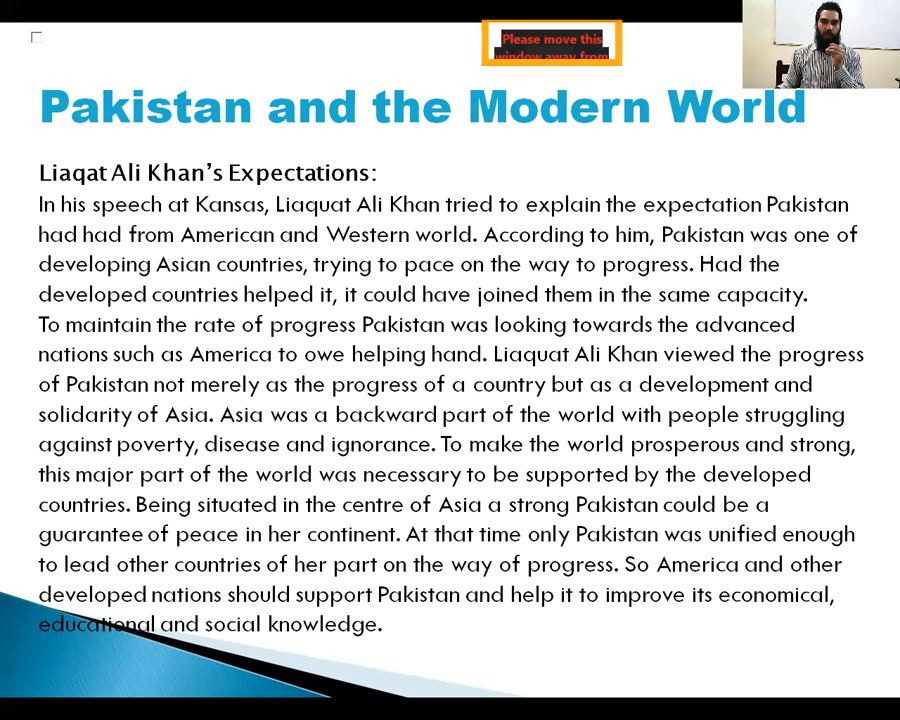 Please move this
window away from
Pakistan and the Modern World
Liaqat Ali Khan's Expectations:
In his speech at Kansas, Liaquat Ali Khan tried to explain the expectation Pakistan
had had from American and Western world. According to him, Pakistan was one of
developing Asian countries, trying to pace on the way to progress. Had the
developed countries helped it, it could have joined them in the same capacity.
To maintain the rate of progress Pakistan was looking towards the advanced
nations such as America to owe helping hand. Liaquat Ali Khan viewed the progress
of Pakistan not merely as the progress of a country but as a development and
solidarity of Asia. Asia was a backward part of the world with people struggling
against poverty, disease and ignorance. To make the world prosperous and strong,
this major part of the world was necessary to be supported by the developed
countries. Being situated in the centre of Asia a strong Pakistan could be a
guarantee of peace in her continent. At that time only Pakistan was unified enough
to lead other countries of her part on the way of progress. So America and other
developed nations should support Pakistan and help it to improve its economical,
educational and social knowledge.